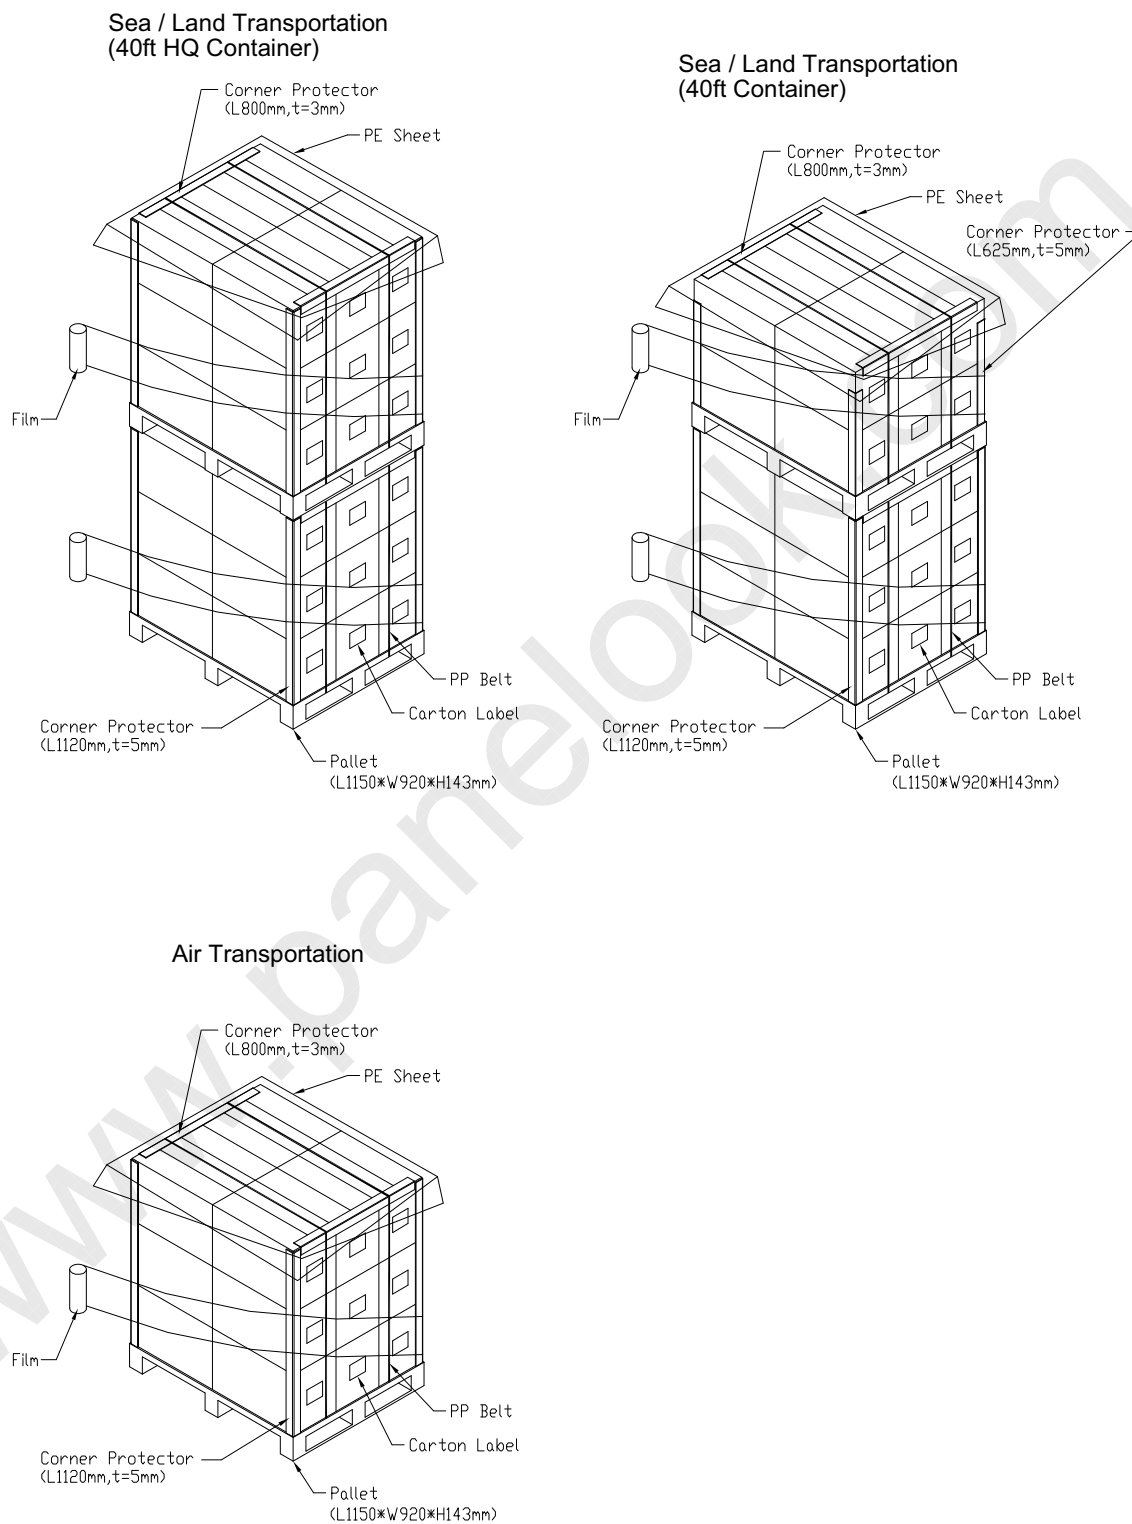 Sea / Land Transportation
(40ft HQ Container)
Corner Protector
(L800mm,t=3mm)
PE Sheet
Film
PP Belt
Carton Label
Corner Protector
(L1120mm,t=5mm)
Pallet
(L1150*W920*H143mm)
Sea / Land Transportation
(40ft Container)
Corner Protector
(L800mm,t=3mm)
PE Sheet
Corner Protector
(L625mm,t=5mm)
Film
PP Belt
Carton Label
Corner Protector
(L1120mm,t=5mm)
Pallet
(L1150*W920*H143mm)
Air Transportation
Corner Protector
(L800mm,t=3mm)
PE Sheet
Film
PP Belt
Carton Label
Corner Protector
(L1120mm,t=5mm)
Pallet
(L1150*W920*H143mm)
www.panelook.com